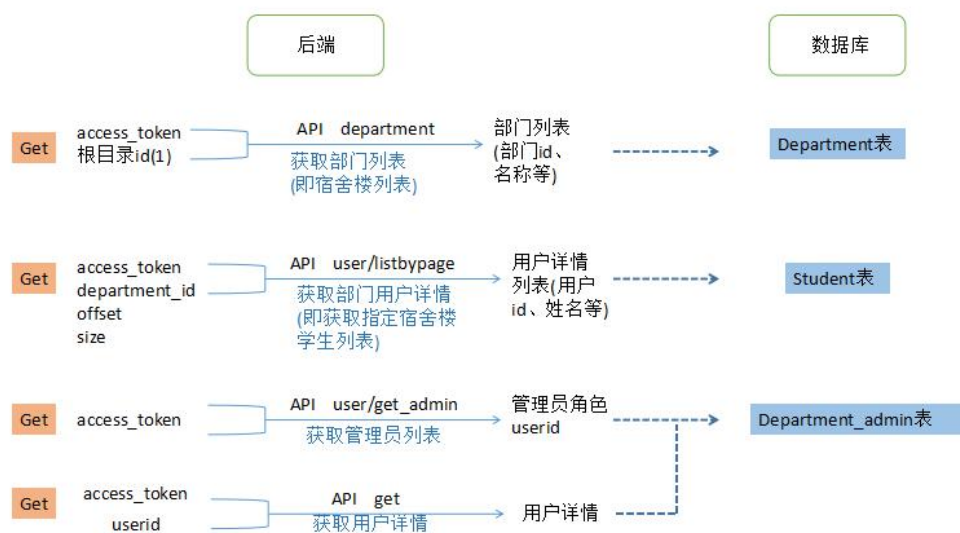 后端
数据库
Get
access_token
根目录id(1)
API department
获取部门列表
(即宿舍楼列表)
部门列表
(部门id、
名称等)
Department表
Get
access_token
department_id
offset
size
API user/listbypage
获取部门用户详情
(即获取指定宿舍楼
学生列表)
用户详情
列表(用户
id、姓名等)
Student表
Get
access_token
API user/get_admin
获取管理员列表
管理员角色
userid
Department_admin表
Get
access_token
userid
API get
获取用户详情
用户详情